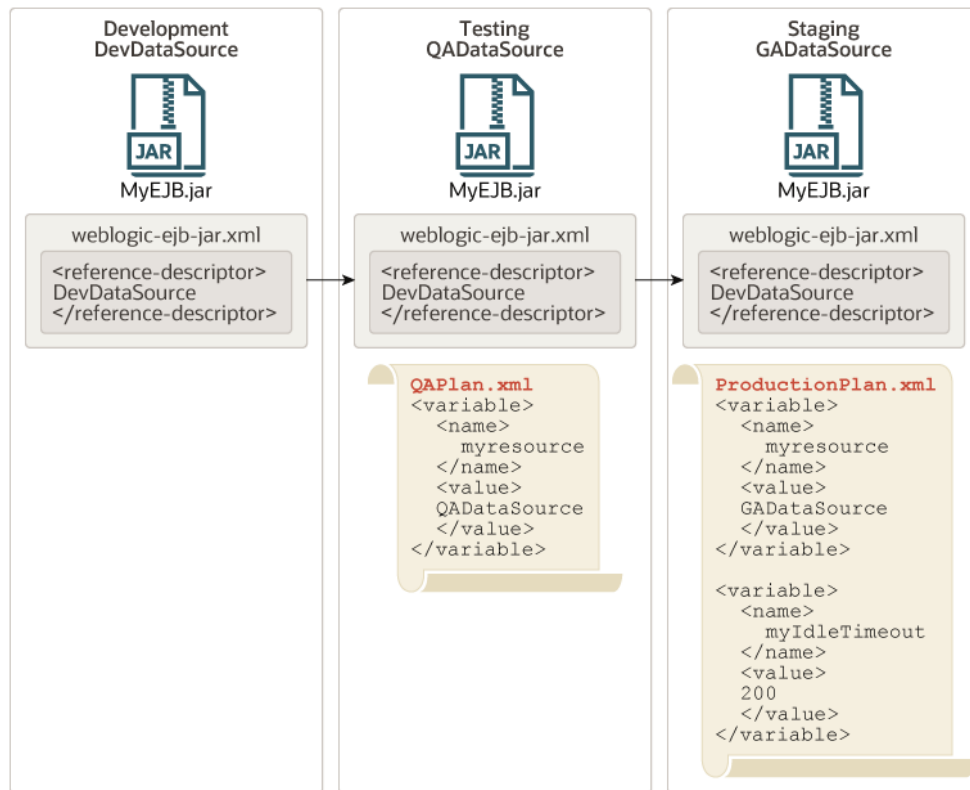 Development
DevDataSource
JAR
MyEJB.jar
weblogic-ejb-jar.xml
<reference-descriptor>
DevDataSource
</reference-descriptor>
Testing
QADataSource
JAR
MyEJB.jar
weblogic-ejb-jar.xml
<reference-descriptor>
DevDataSource
</reference-descriptor>
QAPlan.xml
<variable>
<name>
myresource
</name>
<value>
QADataSource
</value>
</variable>
Staging
GADataSource
JAR
MyEJB.jar
weblogic-ejb-jar.xml
<reference-descriptor>
DevDataSource
</reference-descriptor>
ProductionPlan.xml
<variable>
<name>
myresource
</name>
<value>
GADataSource
</value>
</variable>
<variable>
<name>
myIdleTimeout
</name>
<value>
200
</value>
</variable>